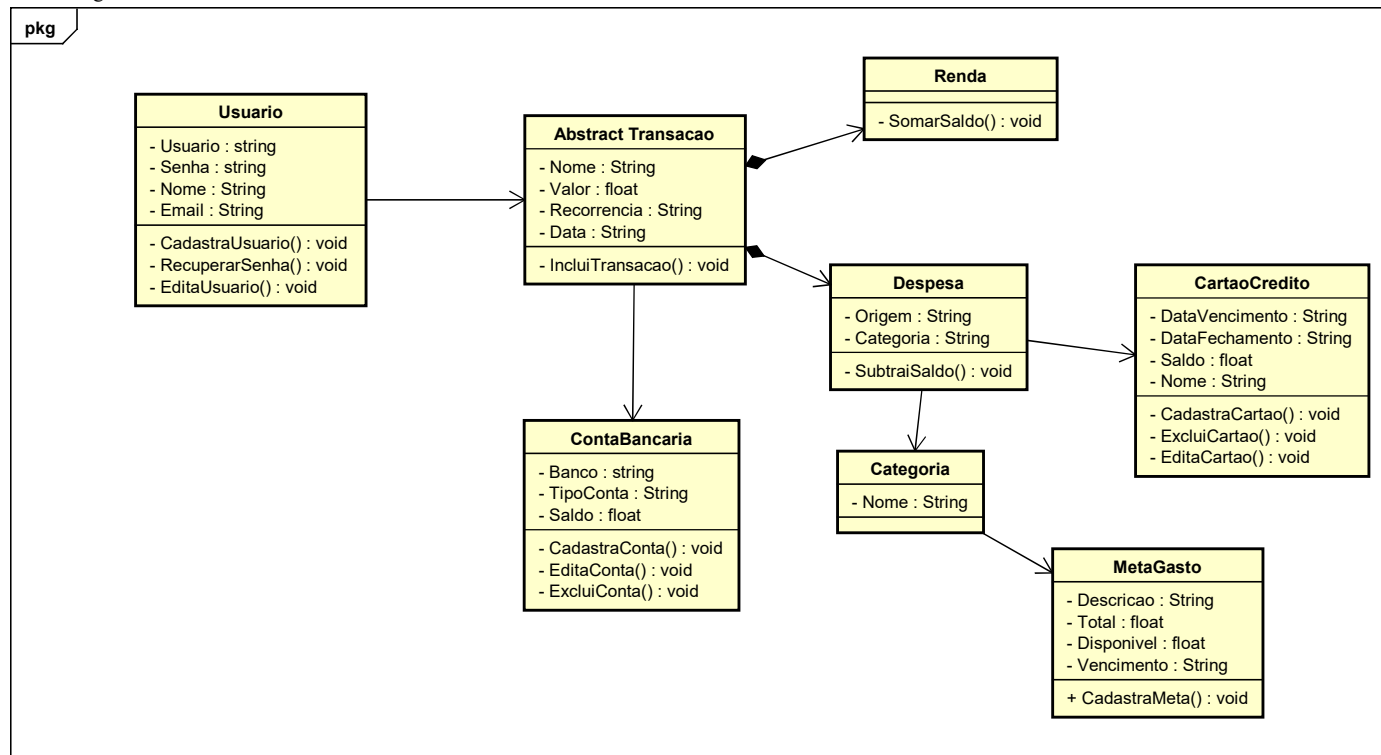 pkg
Usuario
- Usuario : string
- Senha : string
- Nome : String
- Email : String
- CadastraUsuario() : void
- RecuperarSenha() : void
- EditaUsuario() : void
Abstract Transacao
- Nome : String
- Valor : float
- Recorrencia : String
- Data : String
- IncluiTransacao() : void
Renda
- SomarSaldo() : void
Despesa
- Origem : String
- Categoria : String
- SubtraiSaldo() : void
CartaoCredito
- DataVencimento : String
- DataFechamento : String
- Saldo : float
- Nome : String
- CadastraCartao() : void
- ExcluiCartao() : void
- EditaCartao() : void
ContaBancaria
- Banco : string
- TipoConta : String
- Saldo : float
- CadastraConta() : void
- EditaConta() : void
- ExcluiConta() : void
Categoria
- Nome : String
MetaGasto
- Descricao : String
- Total : float
- Disponivel : float
- Vencimento : String
+ CadastraMeta() : void